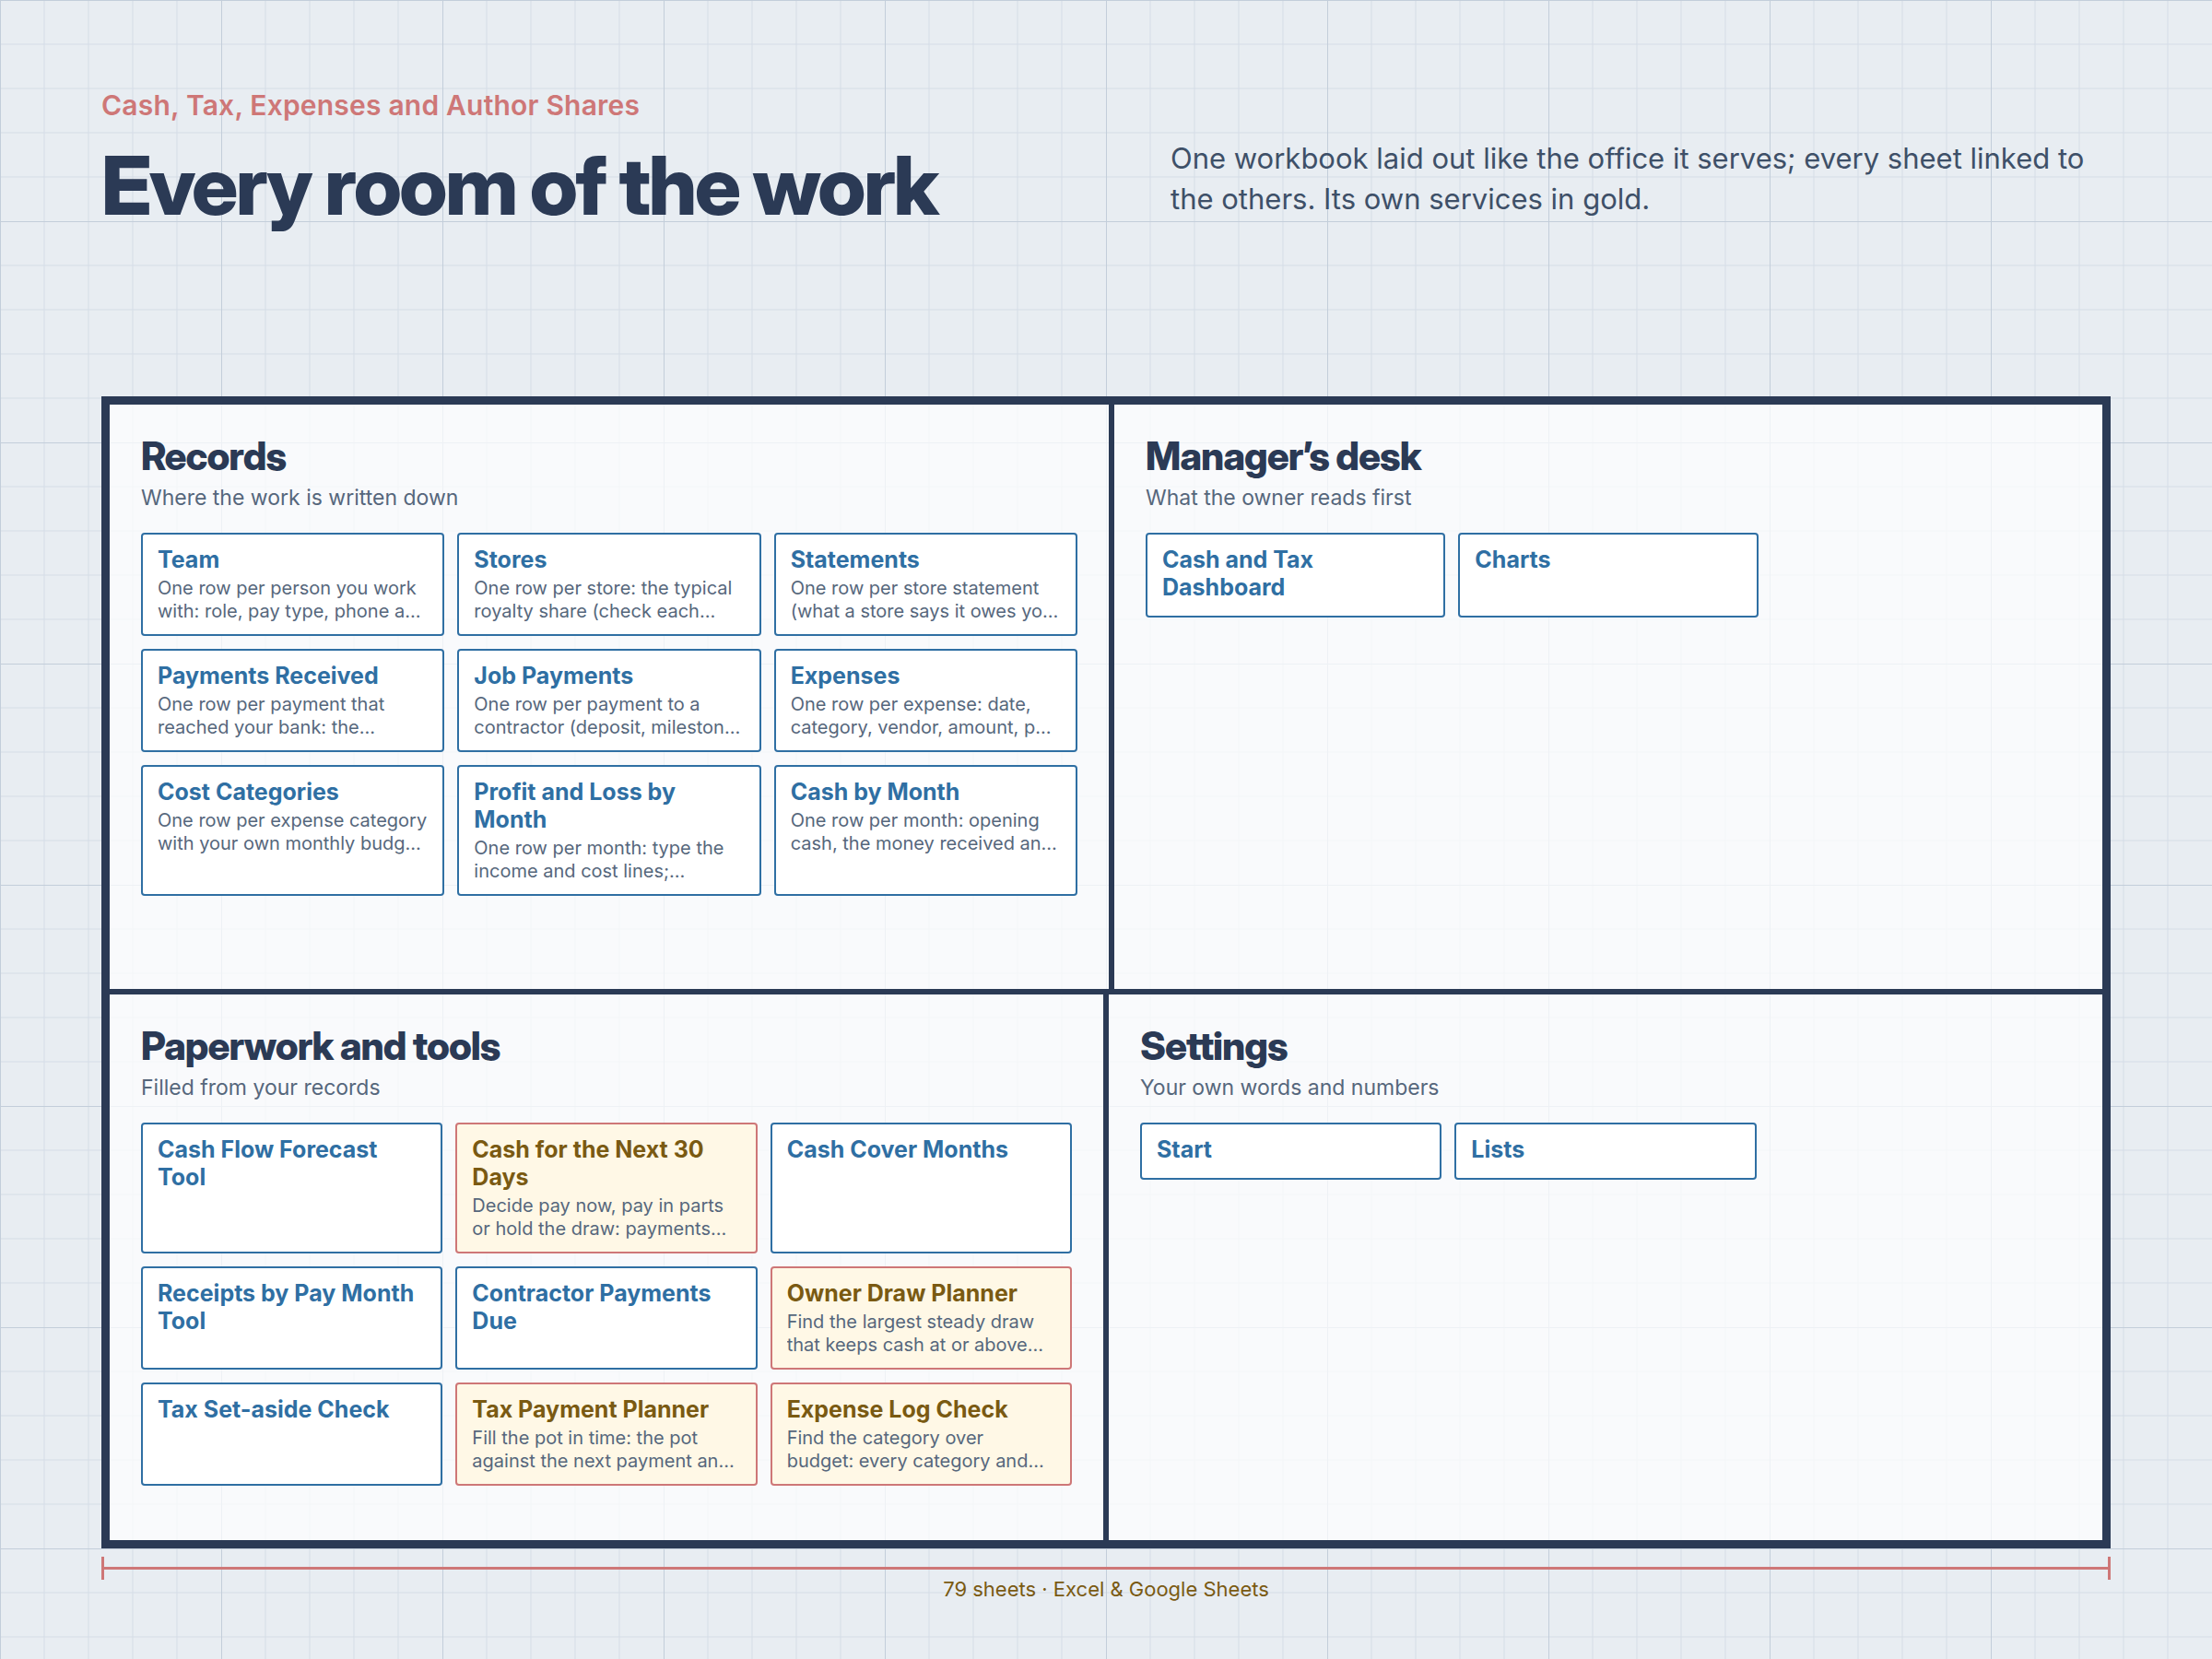 Cash, Tax, Expenses and Author Shares
Every room of the work
One workbook laid out like the office it serves; every sheet linked to
the others. Its own services in gold.
Records
Where the work is written down
Team
One row per person you work
with: role, pay type, phone a...
Stores
One row per store: the typical
royalty share (check each...
Statements
One row per store statement
(what a store says it owes yo...
Payments Received
One row per payment that
reached your bank: the...
Job Payments
One row per payment to a
contractor (deposit, mileston...
Expenses
One row per expense: date,
category, vendor, amount, p...
Cost Categories
One row per expense category
with your own monthly budg...
Profit and Loss by
Month
One row per month: type the
income and cost lines;...
Cash by Month
One row per month: opening
cash, the money received an...
Manager’s desk
What the owner reads first
Cash and Tax
Dashboard
Charts
Paperwork and tools
Filled from your records
Cash Flow Forecast
Tool
Cash for the Next 30
Days
Decide pay now, pay in parts
or hold the draw: payments...
Cash Cover Months
Receipts by Pay Month
Tool
Contractor Payments
Due
Owner Draw Planner
Find the largest steady draw
that keeps cash at or above...
Tax Set-aside Check
Tax Payment Planner
Fill the pot in time: the pot
against the next payment an...
Expense Log Check
Find the category over
budget: every category and...
Settings
Your own words and numbers
Start
Lists
79 sheets · Excel & Google Sheets